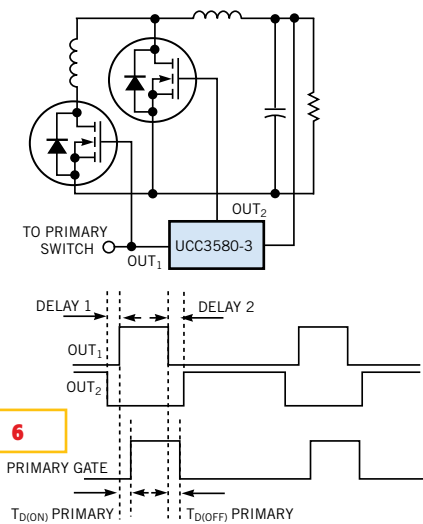 OUT2
TO PRIMARY
SWITCH
UCC3580-3
OUT1
DELAY 1
DELAY 2
OUT1
OUT2
6
PRIMARY GATE
TD(ON) PRIMARY
TD(OFF) PRIMARY